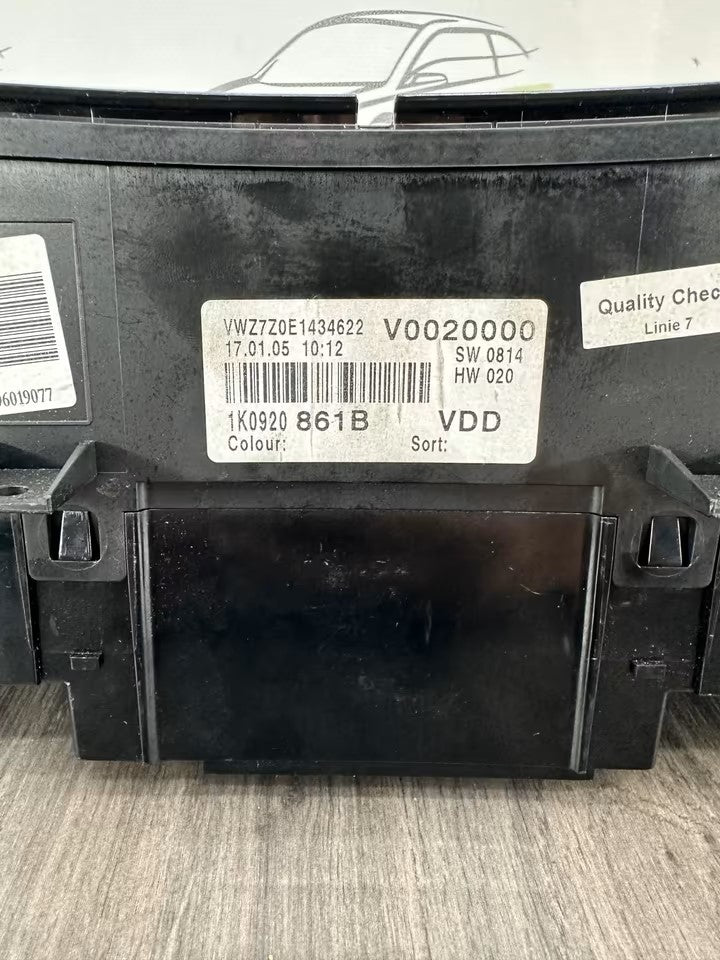 VWZ7Z0E1434622 V0020000
17.01.05 10:12 SW 0814
HW 020
1K0920 861B VDD
Colour: Sort:
Quality Chec
Linie 7
06019077